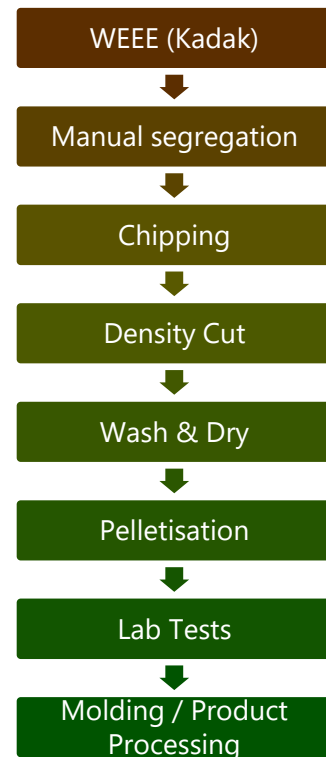 WEEE (Kadak)
Manual segregation
Chipping
Density Cut
Wash & Dry
Pelletisation
Lab Tests
Molding / Product
Processing